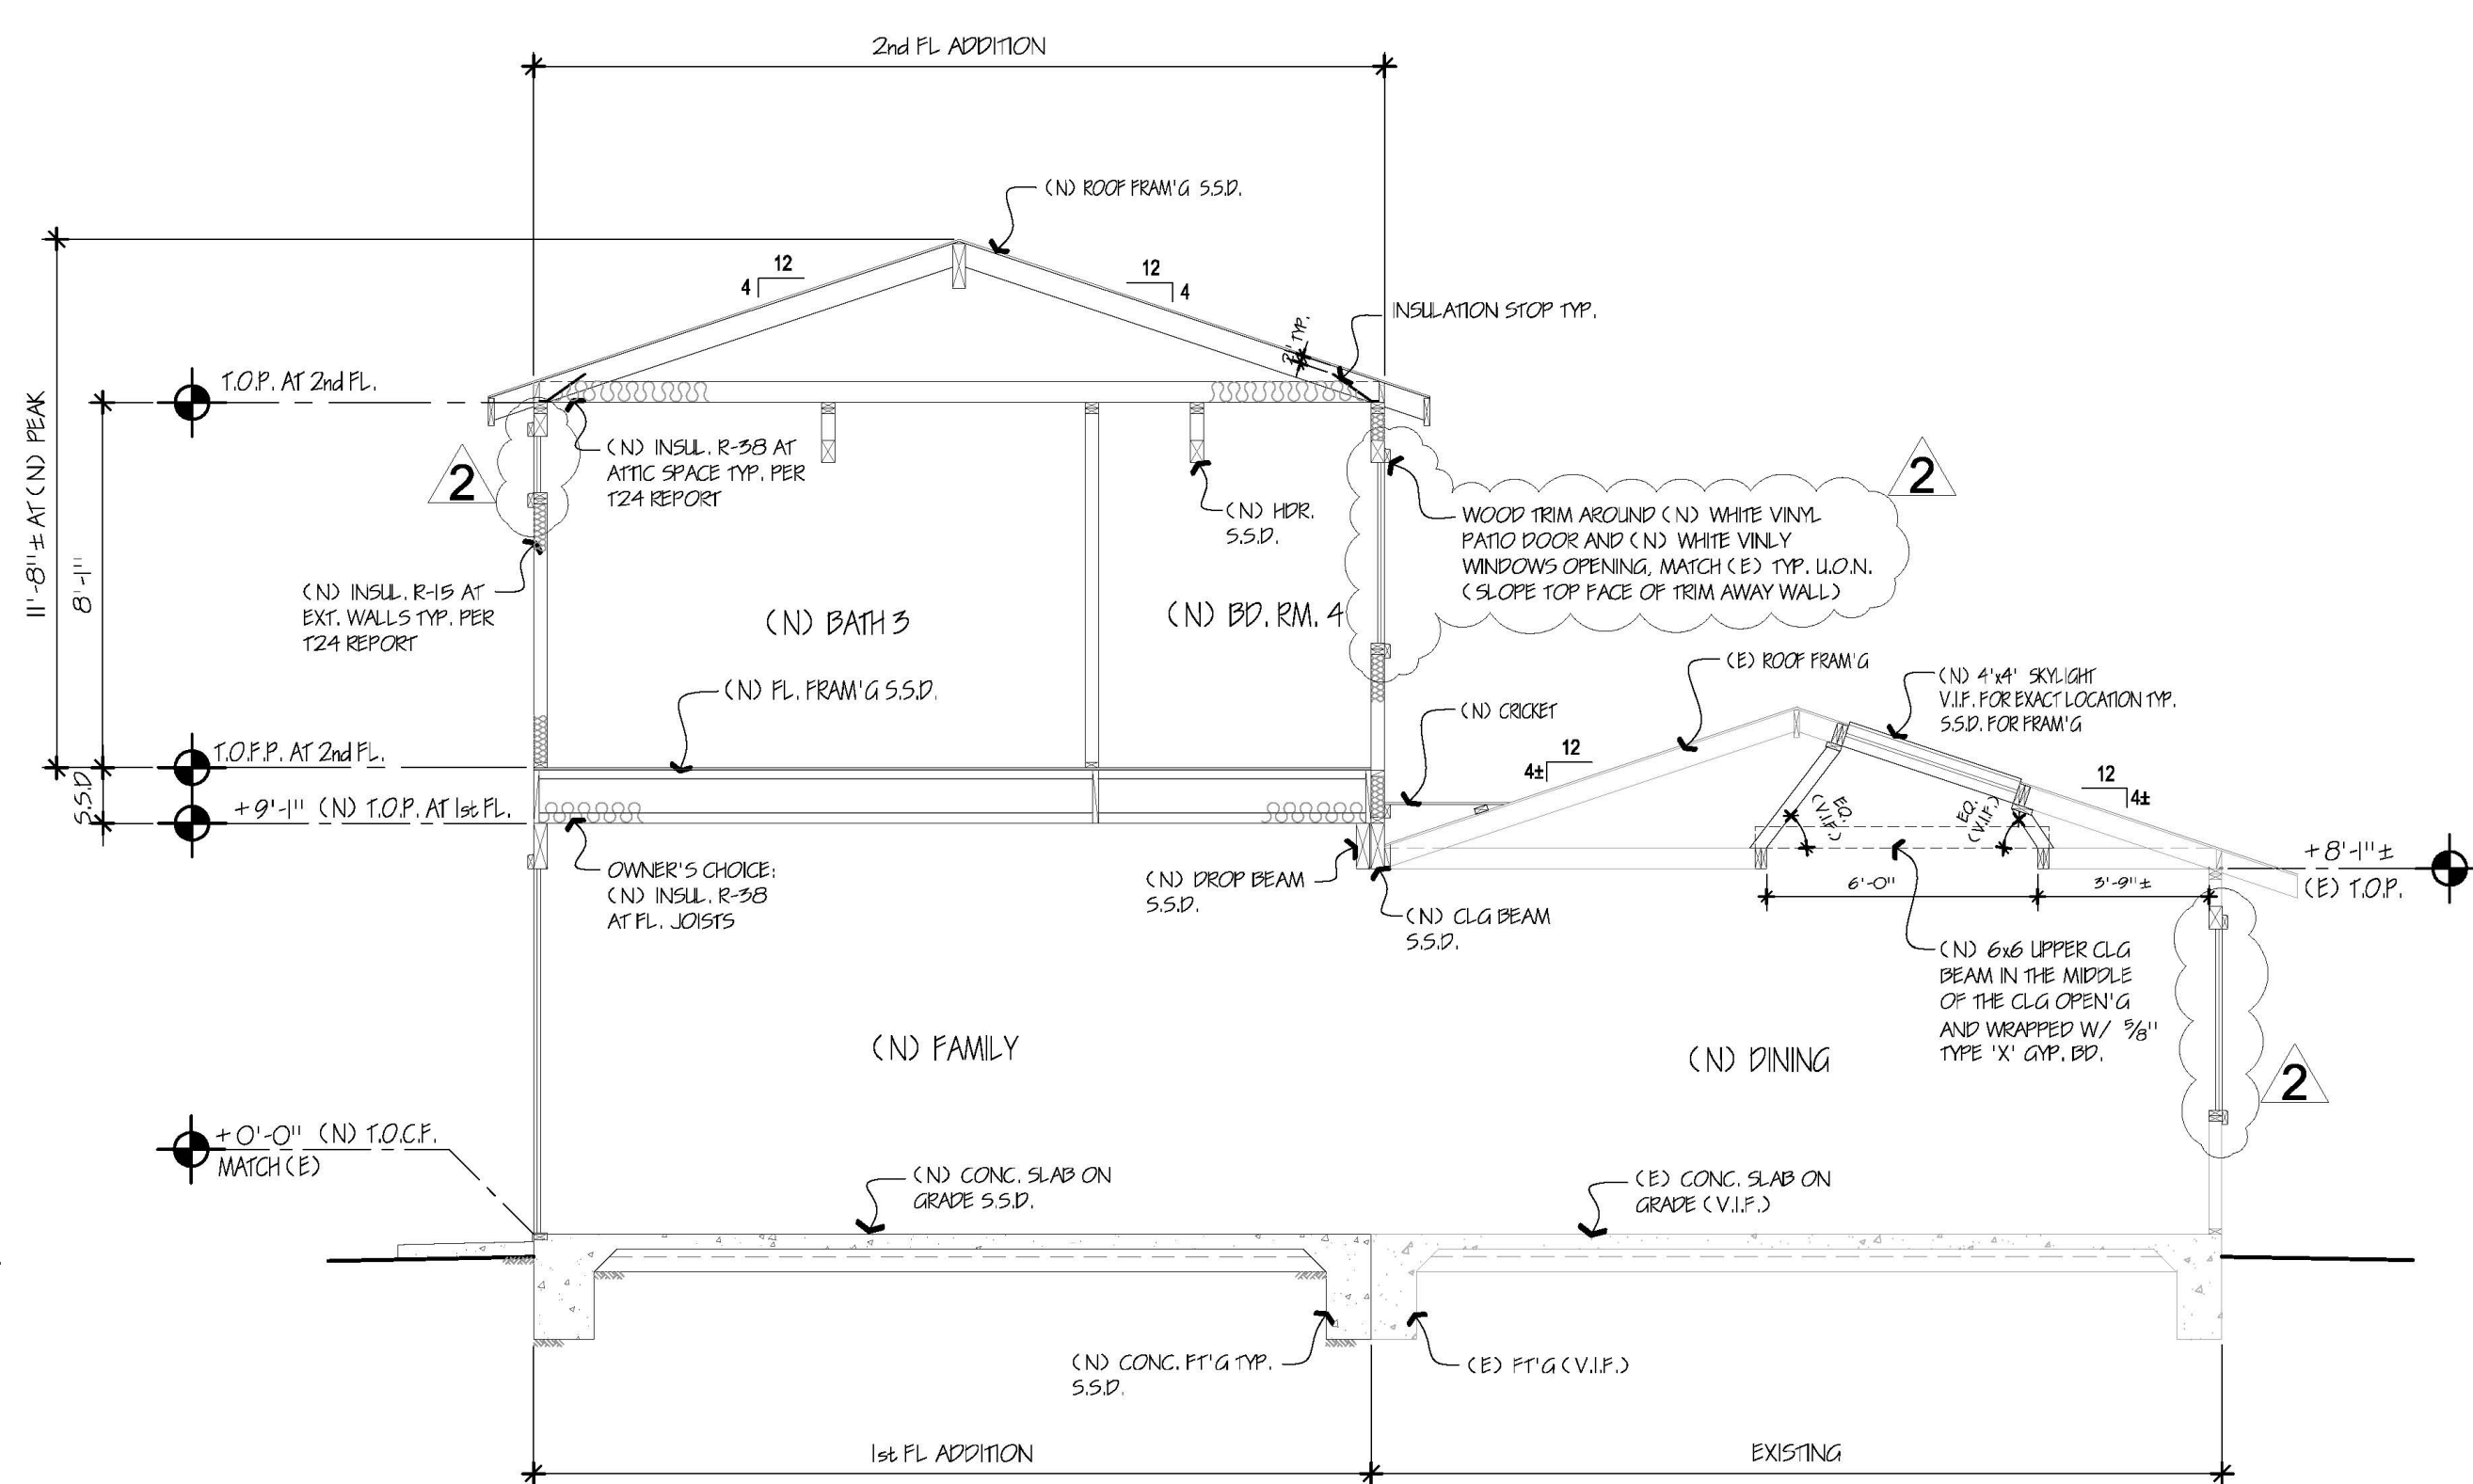 2nd FL ADDITION
(N) ROOF FRAM'G S.S.D.
12
4
12
4
INSULATION STOP TYP.
T.O.P. AT 2nd FL.
11'-8"± AT (N) PEAK
8'-1"
S.S.D
2
(N) INSUL. R-38 AT
ATTIC SPACE TYP. PER
T24 REPORT
(N) HDR.
S.S.D.
2
WOOD TRIM AROUND (N) WHITE VINYL
PATIO DOOR AND (N) WHITE VINLY
WINDOWS OPENING, MATCH (E) TYP. U.O.N.
(SLOPE TOP FACE OF TRIM AWAY WALL)
(N) INSUL. R-15 AT
EXT. WALLS TYP. PER
T24 REPORT
(N) BATH 3
(N) BD. RM. 4
(N) FL. FRAM'G S.S.D.
(E) ROOF FRAM'G
(N) 4'x4' SKYLIGHT
V.I.F. FOR EXACT LOCATION TYP.
S.S.D. FOR FRAM'G
(N) CRICKET
12
4±
12
4±
T.O.F.P. AT 2nd FL.
+9'-1" (N) T.O.P. AT 1st FL.
EQ.
(V.I.F.)
EQ.
(V.I.F.)
OWNER'S CHOICE:
(N) INSUL. R-38
AT FL. JOISTS
(N) DROP BEAM
S.S.D.
(N) CLG BEAM
S.S.D.
6'-0"
3'-9"±
+8'-1"±
(E) T.O.P.
(N) 6x6 UPPER CLG
BEAM IN THE MIDDLE
OF THE CLG OPEN'G
AND WRAPPED W/ 5/8"
TYPE 'X' GYP. BD.
2
(N) FAMILY
(N) DINING
+0'-0" (N) T.O.C.F.
MATCH (E)
(N) CONC. SLAB ON
GRADE S.S.D.
(E) CONC. SLAB ON
GRADE (V.I.F.)
(N) CONC. FT'G TYP.
S.S.D.
(E) FT'G (V.I.F.)
1st FL ADDITION
EXISTING
TYP.